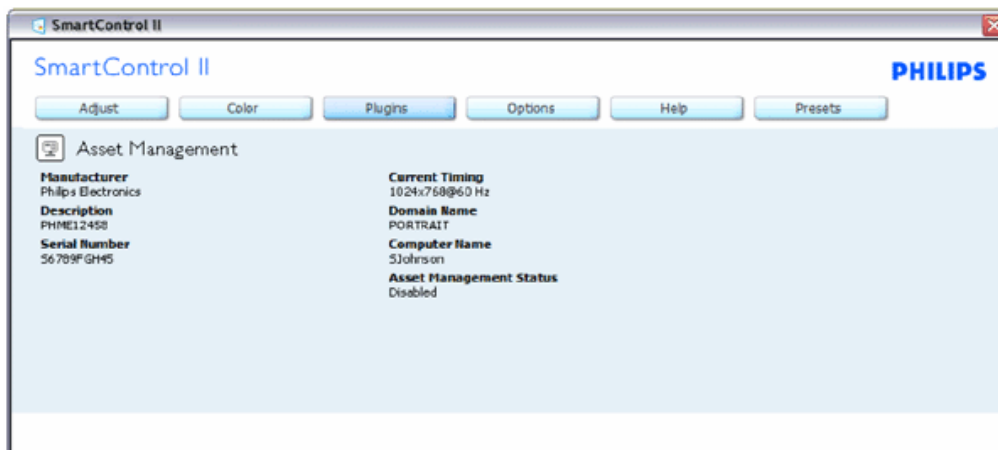 SmartControl II
SmartControl II
PHILIPS
Adjust Color Plugins Options Help Presets
Asset Management
Manufacturer
Philips Electronics
Description
PHME12458
Serial Number
56789FGH45
Current Timing
1024x768@60 Hz
Domain Name
PORTRAIT
Computer Name
SJohnson
Asset Management Status
Disabled